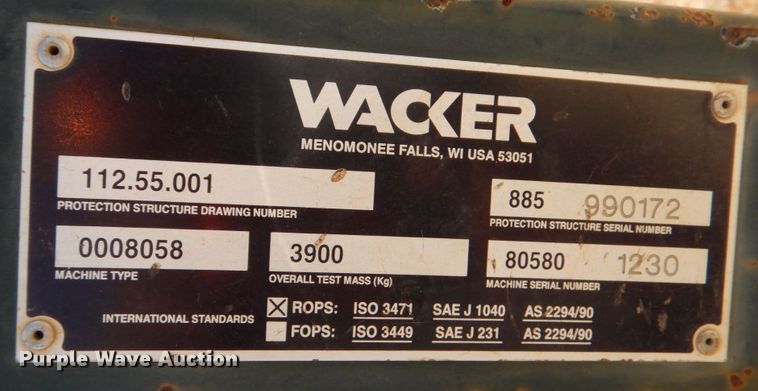 WACKER
MENOMONEE FALLS, WI USA 53051
112.55.001
PROTECTION STRUCTURE DRAWING NUMBER
885 990172
PROTECTION STRUCTURE SERIAL NUMBER
0008058
MACHINE TYPE
3900
OVERALL TEST MASS (Kg)
80580 1230
MACHINE SERIAL NUMBER
INTERNATIONAL STANDARDS
ROPS: ISO 3471 SAE J 1040 AS 2294/90
FOPS: ISO 3449 SAE J 231 AS 2294/90
Purple Wave Auction